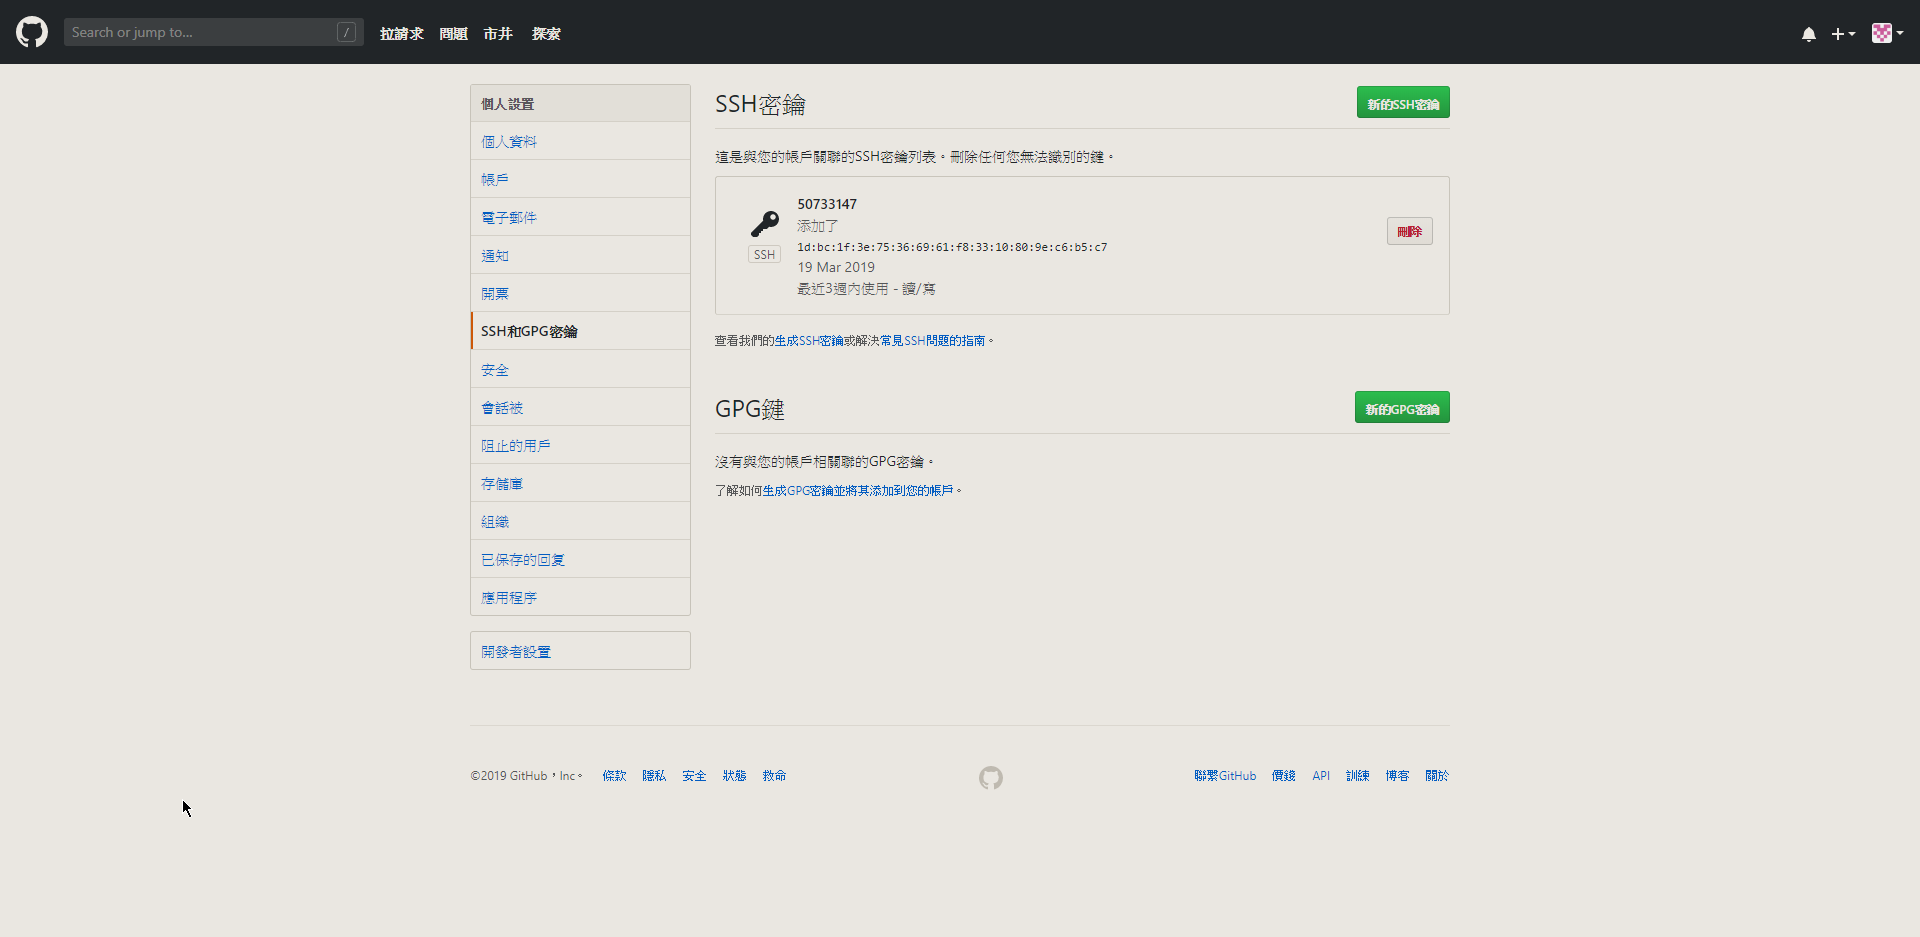 Search or jump to...
/
拉請求 問題 市井 探索
個人設置
個人資料
帳戶
電子郵件
通知
開票
SSH和GPG密鑰
安全
會話被
阻止的用戶
存儲庫
組織
已保存的回复
應用程序
開發者設置
SSH密鑰
新的SSH密鑰
這是與您的帳戶關聯的SSH密鑰列表。刪除任何您無法識別的鍵。
50733147
添加了
1d:bc:1f:3e:75:36:69:61:f8:33:10:80:9e:c6:b5:c7
19 Mar 2019
最近3週内使用 - 讀/寫
SSH
刪除
查看我們的生成SSH密鑰或解決常見SSH問題的指南。
GPG鍵
新的GPG密鑰
沒有與您的帳戶相關聯的GPG密鑰。
了解如何生成GPG密鑰並將其添加到您的帳戶。
©2019 GitHub，Inc。 條款 隱私 安全 狀態 救命
聯繫GitHub 價錢 API 訓練 博客 關於